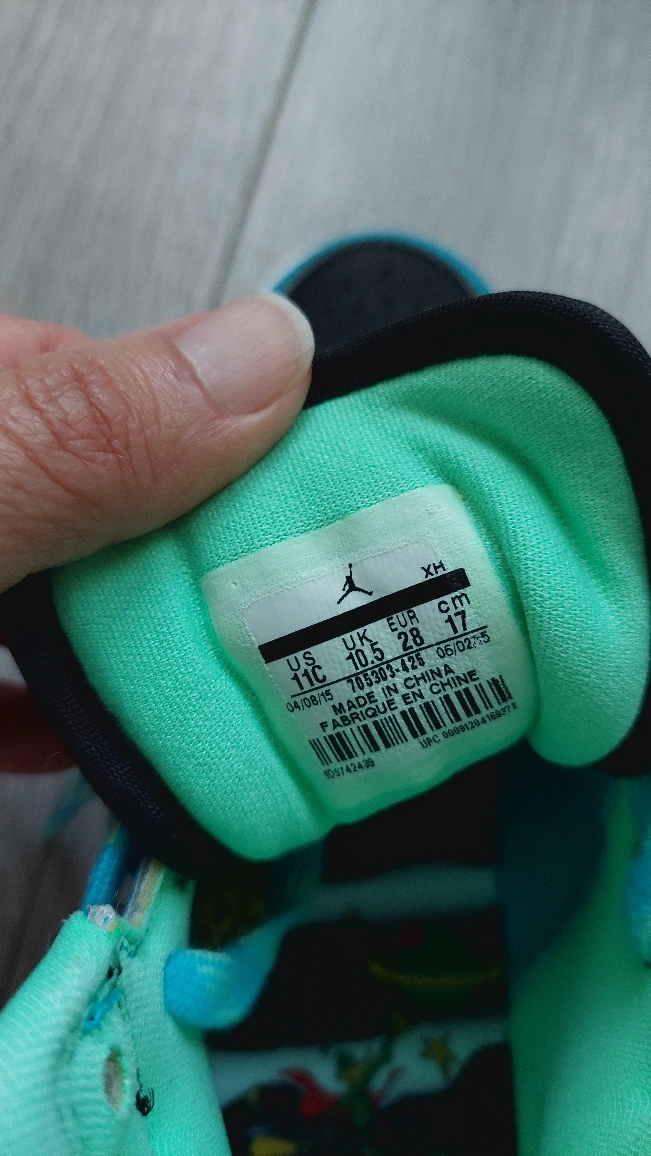 XH
US UK EUR cm
11C 10.5 28 17
04/08/15 705303-425
MADE IN CHINA
FABRIQUE EN CHINE